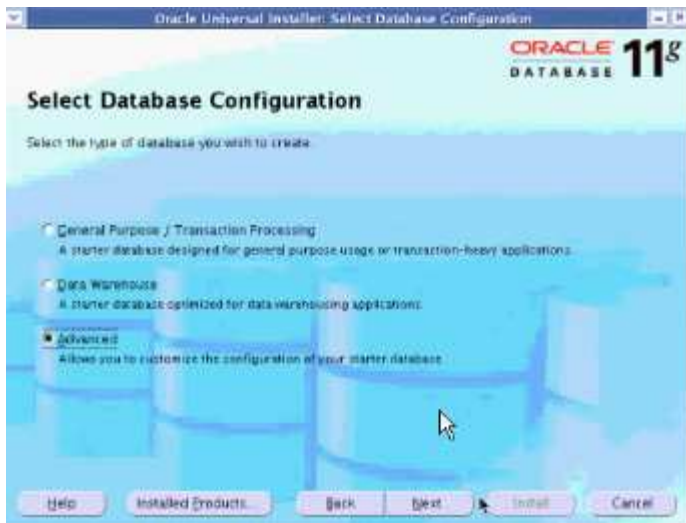 Oracle Universal Installer: Select Database Configuration
ORACLE 11g
DATABASE
Select Database Configuration
Select the type of database you wish to create.
General Purpose / Transaction Processing
A starter database designed for general purpose usage or transaction-heavy applications.
Data Warehouse
A starter database optimized for data warehousing applications.
Advanced
Allows you to customize the configuration of your starter database.
Help
Installed Products...
Back
Next
Install
Cancel